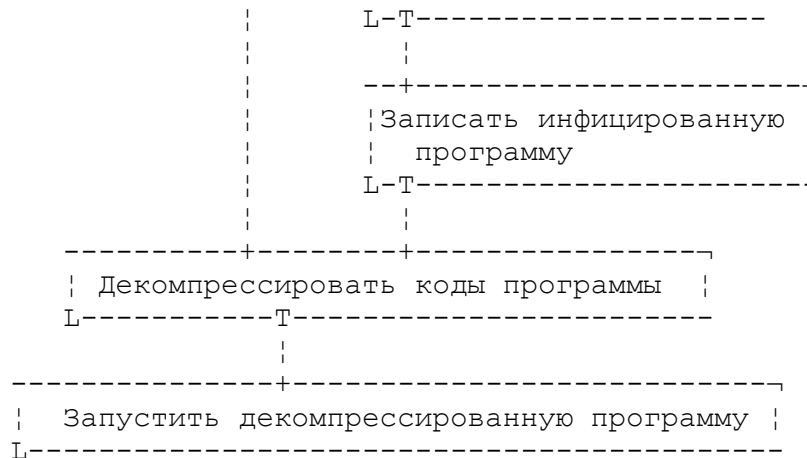 Записать инфицированную
программу
Декомпрессировать коды программы
Запустить декомпрессированную программу